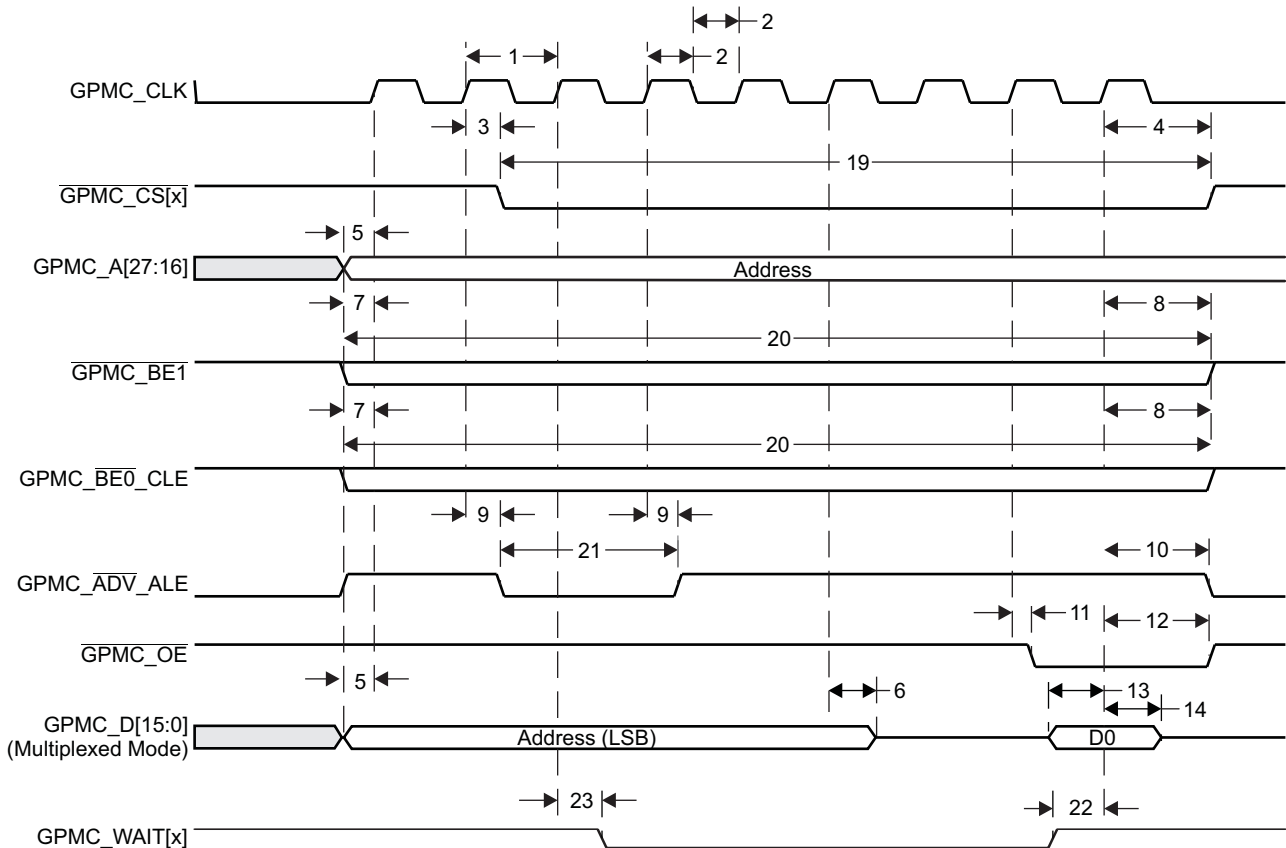 2
1
2
GPMC_CLK
3
4
19
GPMC_CS[x]
5
GPMC_A[27:16]
Address
7
8
20
GPMC_BE1
7
8
20
GPMC_BE0_CLE
9
9
21
10
GPMC_ADV_ALE
11
12
GPMC_OE
5
6
13
14
GPMC_D[15:0]
(Multiplexed Mode)
Address (LSB)
D0
23
22
GPMC_WAIT[x]